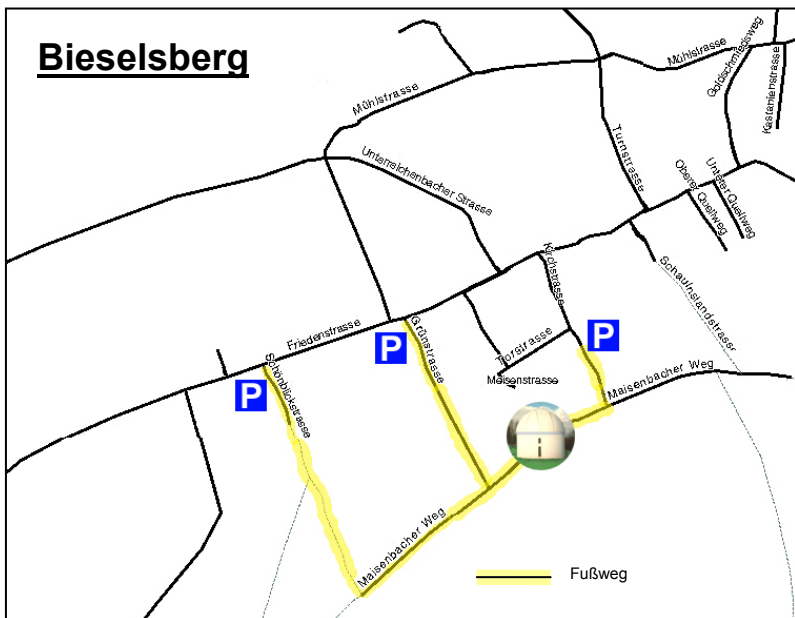 Bieselsberg
Mühlstrasse
Goldschmiedsweg
Kastanienstrasse
Mühlstrasse
Turnstrasse
Unterreichenbacher Strasse
Oberer Quellweg
Unterer Quellweg
Kirchstrasse
Schauinslandstrasse
Friedenstrasse
P
Grünstrasse
Torstrasse
P
Schönblickstrasse
P
Meisenstrasse
Maisenbacher Weg
Maisenbacher Weg
Fußweg